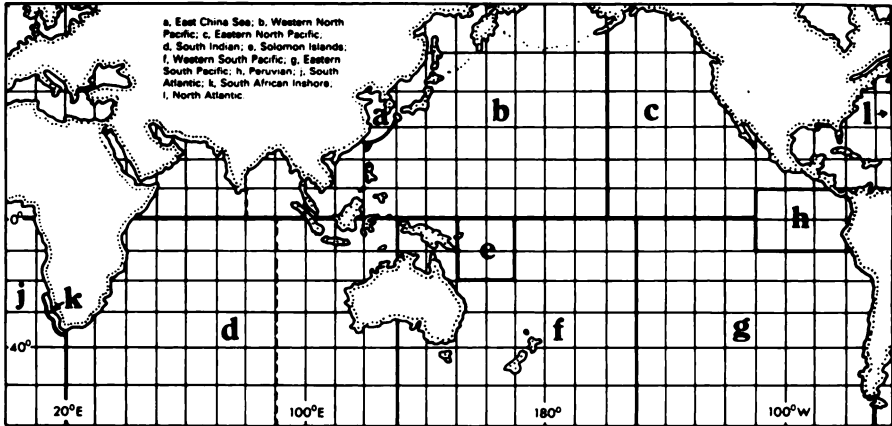 a, East China Sea; b, Western North
Pacific; c, Eastern North Pacific,
d, South Indian; e, Solomon Islands;
f, Western South Pacific; g, Eastern
South Pacific; h, Peruvian; j, South
Atlantic; k, South African Inshore,
l, North Atlantic
a
b
c
l
0°
h
e
j
k
d
f
g
40°
20°E
100°E
180°
100°W